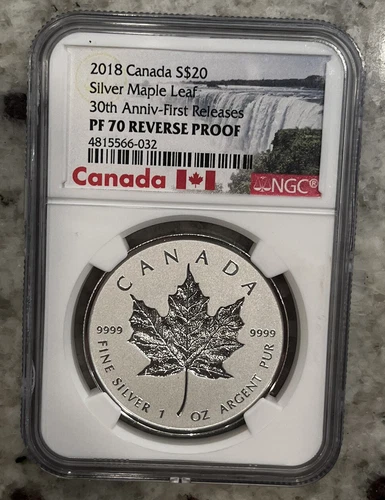 2018 Canada S$20
Silver Maple Leaf
30th Anniv-First Releases
PF 70 REVERSE PROOF
4815566-032
Canada NGC®
CANADA
9999 9999
FINE SILVER 1 OZ ARGENT PUR